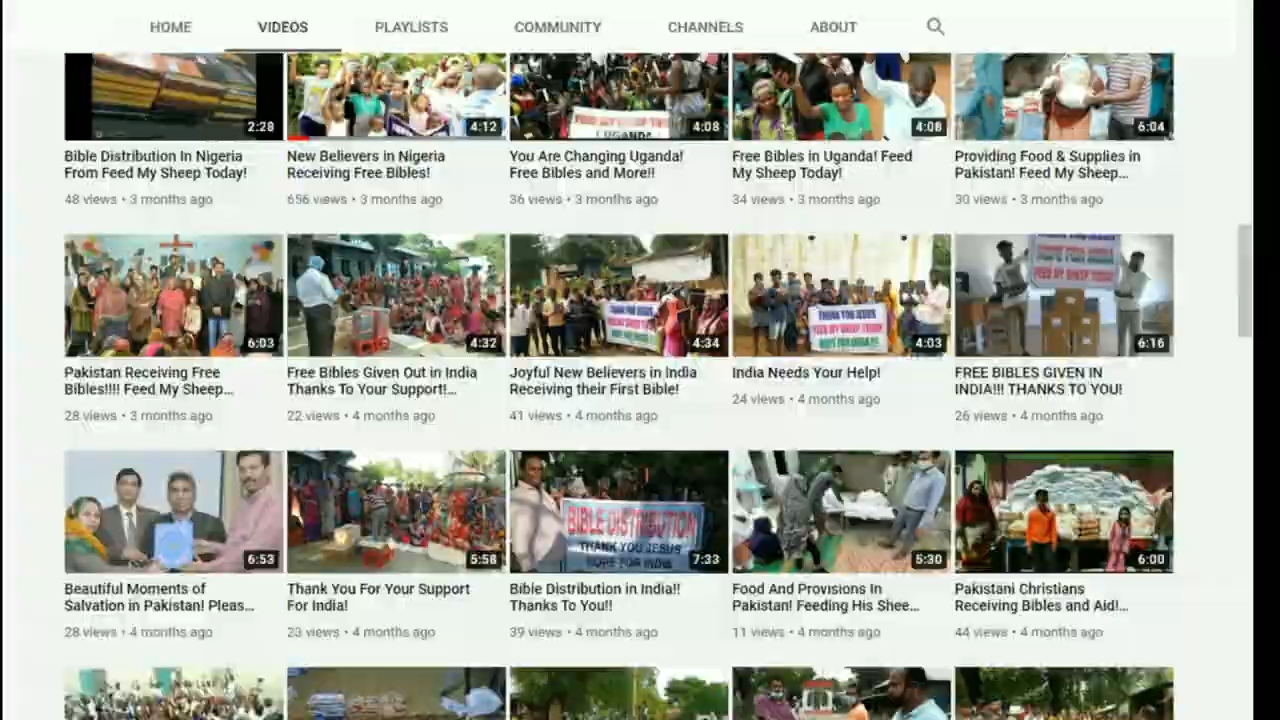 HOME VIDEOS PLAYLISTS COMMUNITY CHANNELS ABOUT
UGANDA
2:28 4:12 4:08 4:08 6:04
Bible Distribution In Nigeria
From Feed My Sheep Today!
48 views • 3 months ago
New Believers In Nigeria
Receiving Free Bibles!
656 views • 3 months ago
You Are Changing Uganda!
Free Bibles and More!!
36 views • 3 months ago
Free Bibles in Uganda! Feed
My Sheep Today!
34 views • 3 months ago
Providing Food & Supplies in
Pakistan! Feed My Sheep...
30 views • 3 months ago
THANK YOU JESUS
FEED MY SHEEP TODAY
6:03 4:32 4:34 4:03 6:16
Pakistan Receiving Free
Bibles!!!! Feed My Sheep...
28 views • 3 months ago
Free Bibles Given Out in India
Thanks To Your Support!...
22 views • 4 months ago
Joyful New Believers in India
Receiving their First Bible!
41 views • 4 months ago
India Needs Your Help!
24 views • 4 months ago
FREE BIBLES GIVEN IN
INDIA!!! THANKS TO YOU!
26 views • 4 months ago
BIBLE DISTRIBUTION
THANK YOU JESUS
HOPE FOR INDIA
6:53 5:58 7:33 5:30 6:00
Beautiful Moments of
Salvation in Pakistan! Pleas...
28 views • 4 months ago
Thank You For Your Support
For India!
23 views • 4 months ago
Bible Distribution in India!!
Thanks To You!!
39 views • 4 months ago
Food And Provisions In
Pakistan! Feeding His Shee...
11 views • 4 months ago
Pakistani Christians
Receiving Bibles and Aid!...
44 views • 4 months ago